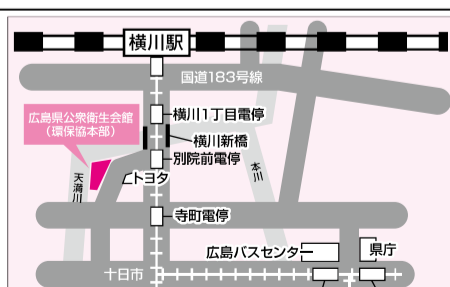 横川駅
国道183号線
横川1丁目電停
広島県公衆衛生会館
(環保協本部)
横川新橋
別院前電停
トヨタ
天満川
本川
寺町電停
広島バスセンター
県庁
十日市